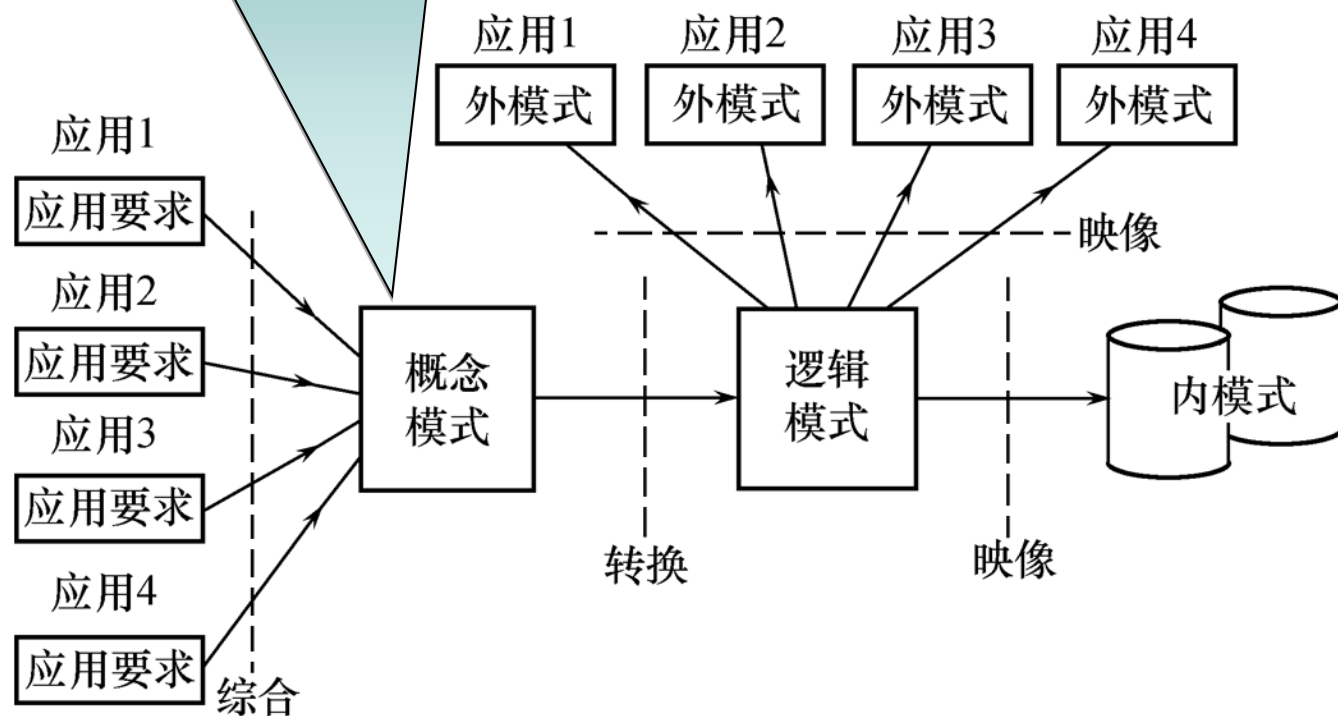 应用1
应用2
应用3
应用4
外模式
外模式
外模式
外模式
映像
应用1
应用要求
应用2
应用要求
应用3
应用要求
应用4
应用要求
综合
概念
模式
转换
逻辑
模式
映像
内模式